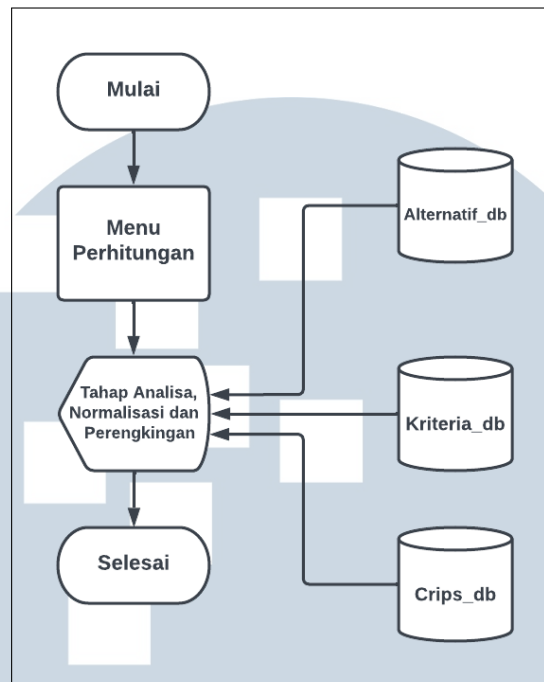 Mulai
Menu
Perhitungan
Tahap Analisa,
Normalisasi dan
Perengkingan
Selesai
Alternatif_db
Kriteria_db
Crips_db